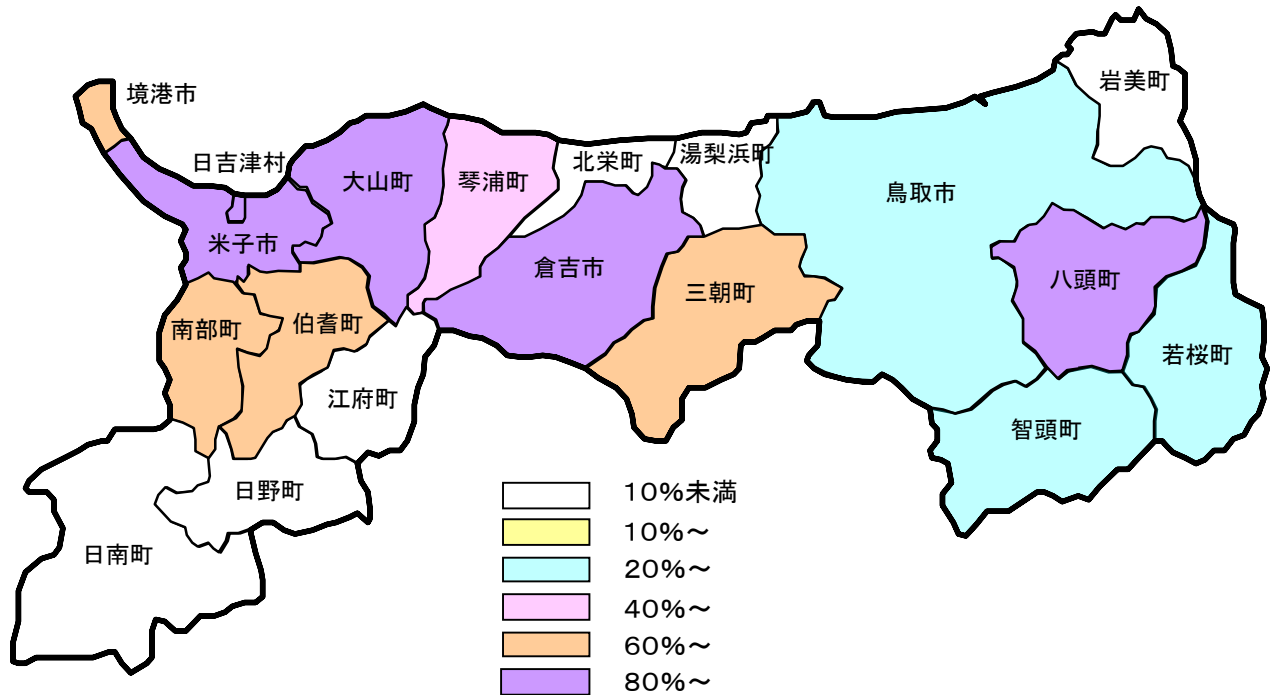 境港市
岩美町
日吉津村
大山町
琴浦町
北栄町
湯梨浜町
鳥取市
米子市
倉吉市
三朝町
八頭町
南部町
伯耆町
若桜町
江府町
智頭町
日野町
日南町
10%未満
10%～
20%～
40%～
60%～
80%～